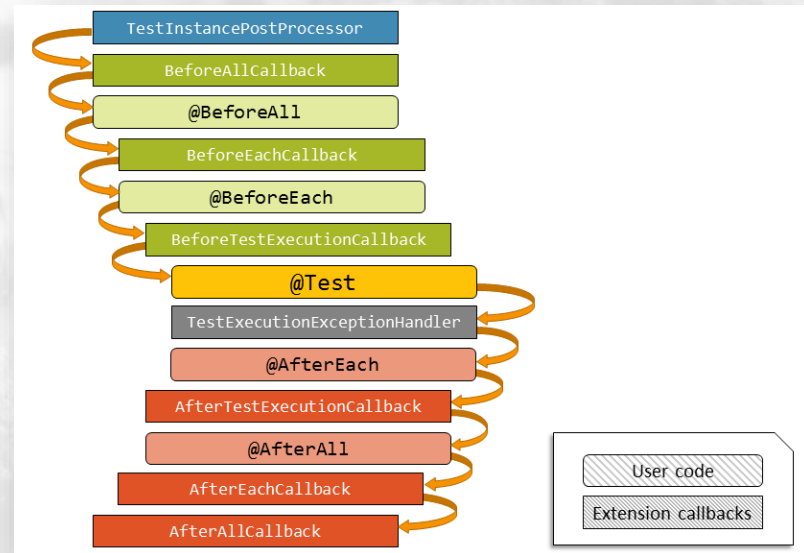 TestInstancePostProcessor
BeforeAllCallback
@BeforeAll
BeforeEachCallback
@BeforeEach
BeforeTestExecutionCallback
@Test
TestExecutionExceptionHandler
@AfterEach
AfterTestExecutionCallback
@AfterAll
AfterEachCallback
AfterAllCallback
User code
Extension callbacks